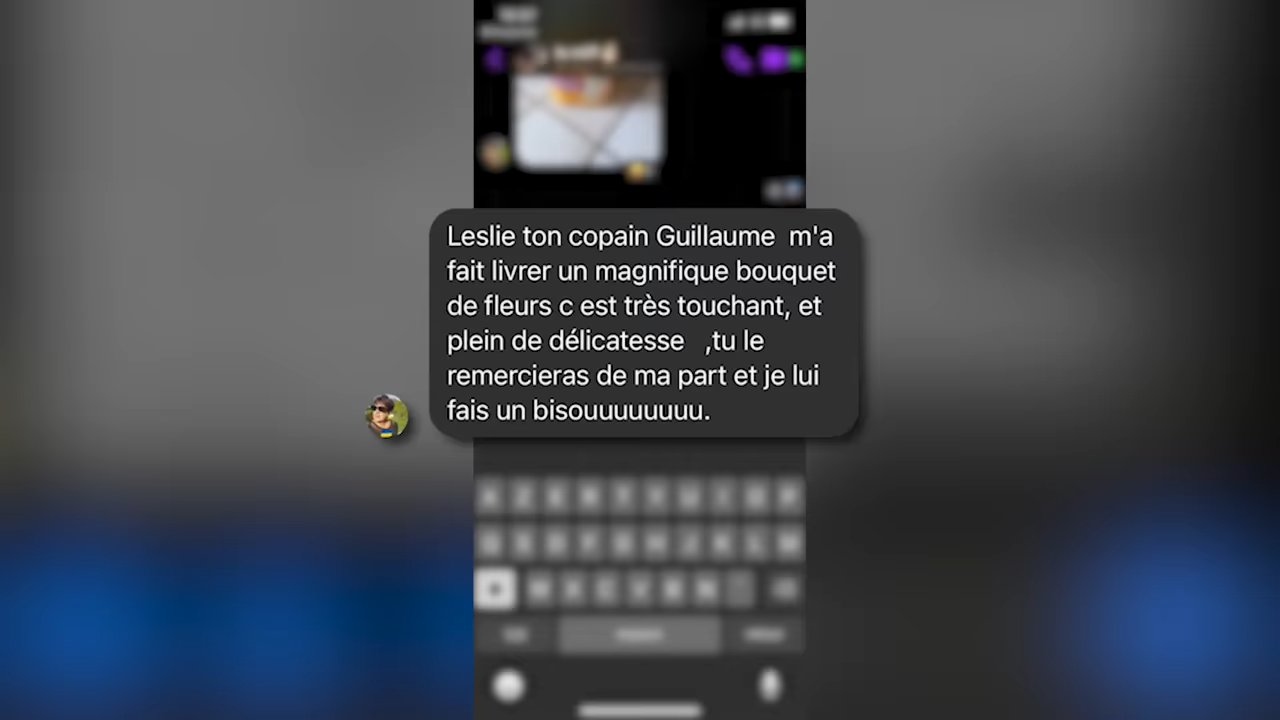 Leslie ton copain Guillaume  m'a
fait livrer un magnifique bouquet
de fleurs c est très touchant, et
plein de délicatesse   ,tu le
remercieras de ma part et je lui
fais un bisouuuuuuuu.